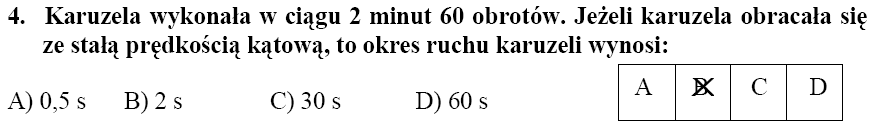 4. Karuzela wykonała w ciągu 2 minut 60 obrotów. Jeżeli karuzela obracała się
ze stałą prędkością kątową, to okres ruchu karuzeli wynosi:
A) 0,5 s B) 2 s C) 30 s D) 60 s
A B C D